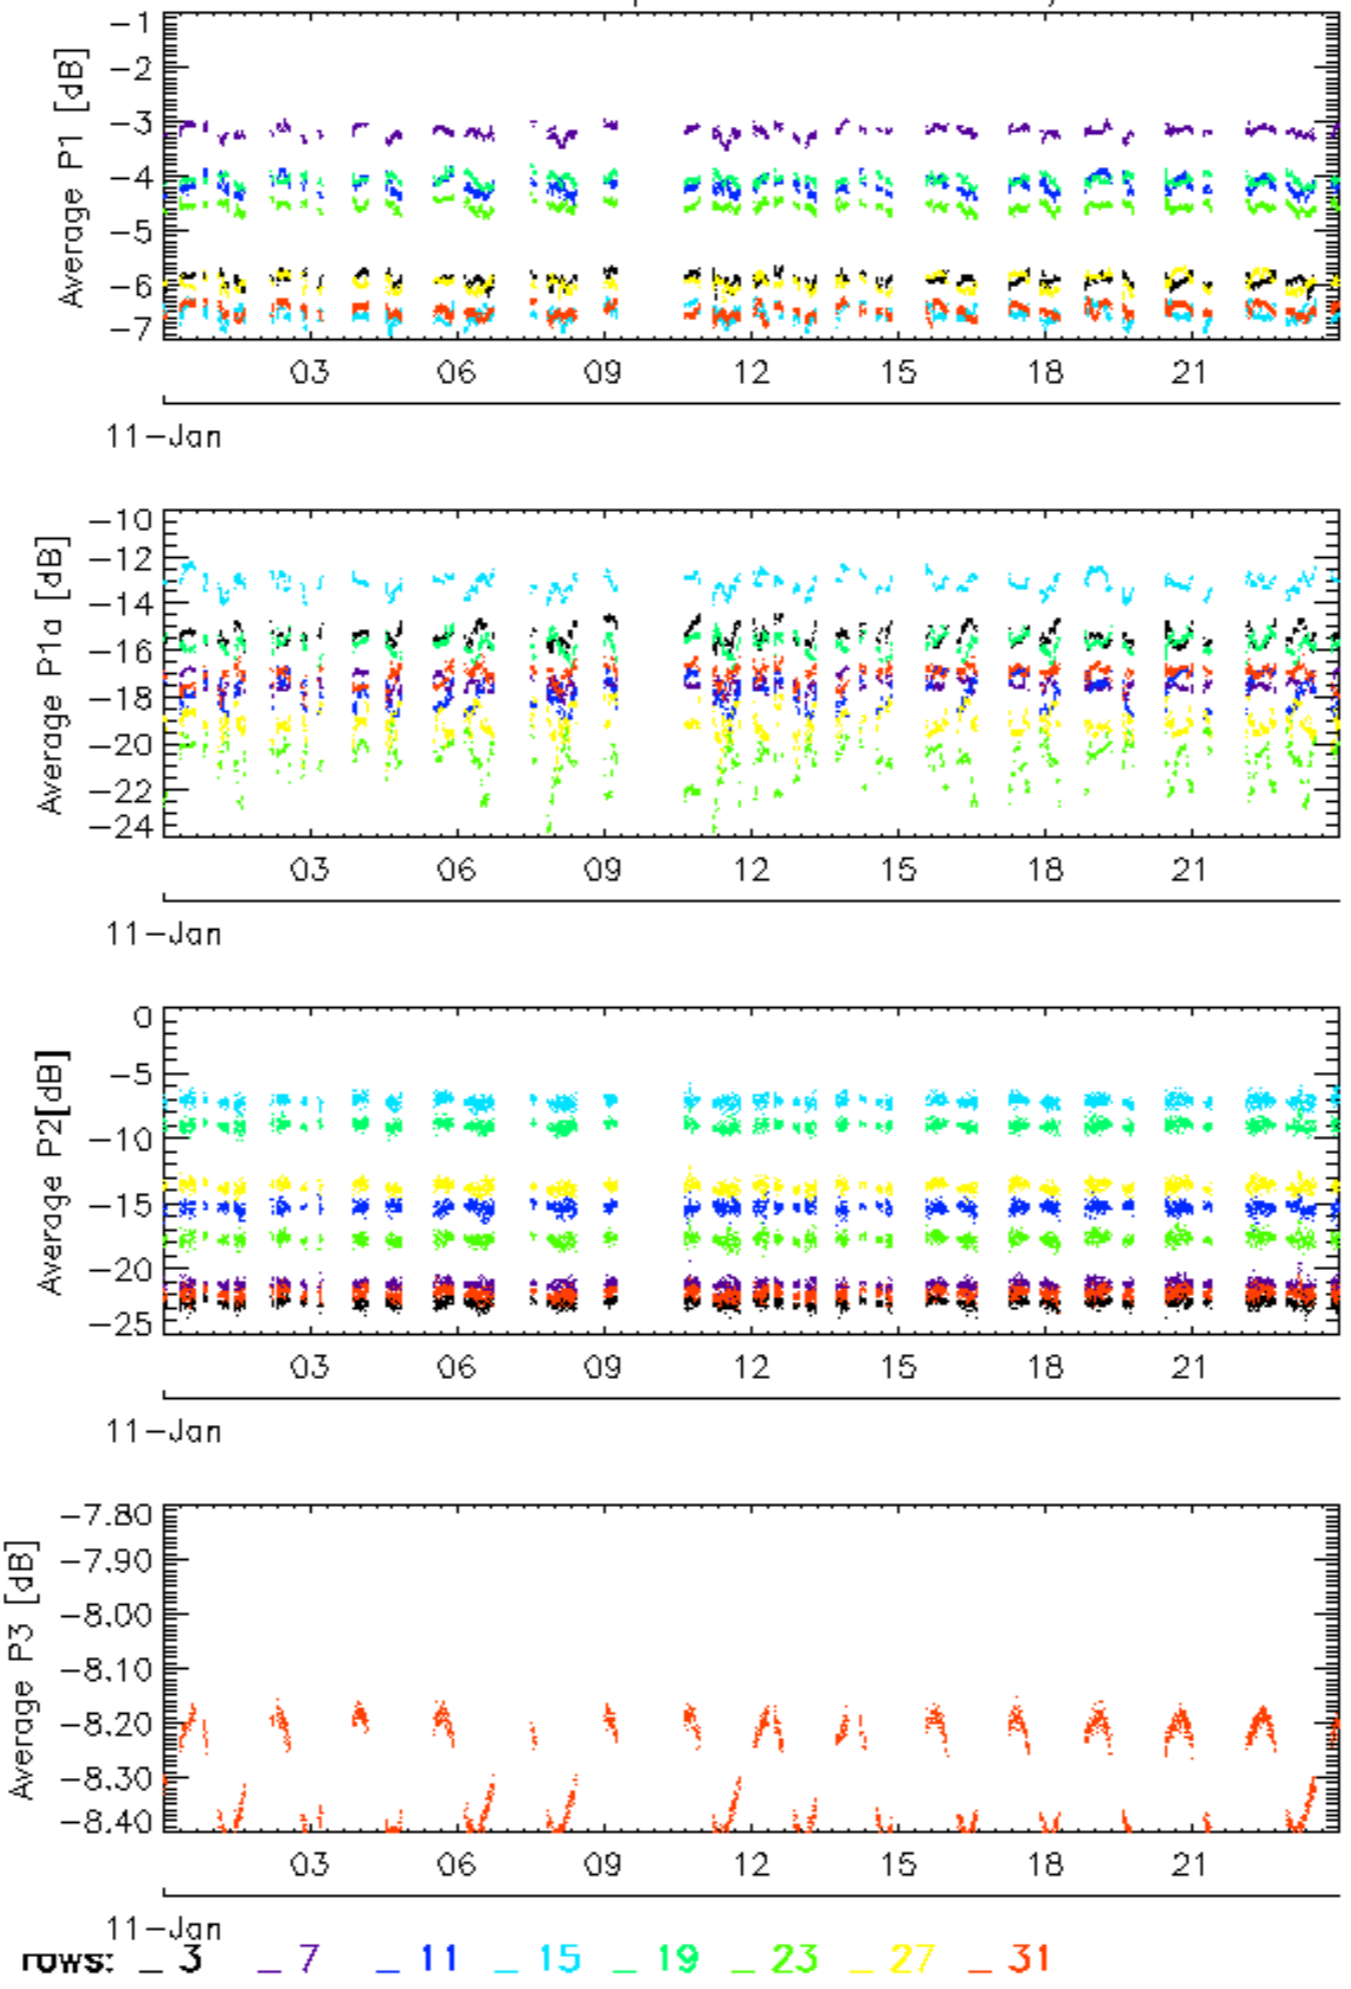 Average P1 [dB]
-1
-2
-3
-4
-5
-6
-7
03 06 09 12 15 18 21
11-Jan
Average P1a [dB]
-10
-12
-14
-16
-18
-20
-22
-24
03 06 09 12 15 18 21
11-Jan
Average P2[dB]
0
-5
-10
-15
-20
-25
03 06 09 12 15 18 21
11-Jan
Average P3 [dB]
-7.80
-7.90
-8.00
-8.10
-8.20
-8.30
-8.40
03 06 09 12 15 18 21
11-Jan
rows: _ 3 _ 7 _ 11 _ 15 _ 19 _ 23 _ 27 _ 31